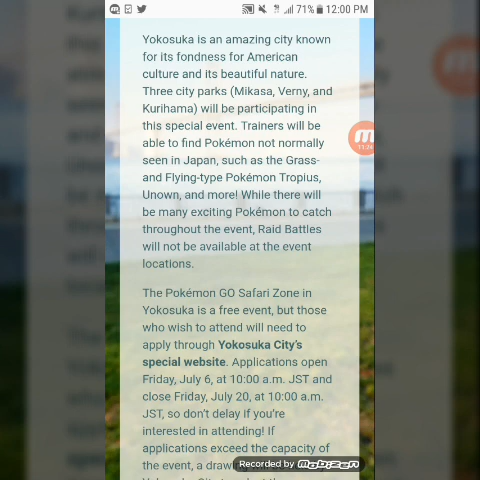 71% 12:00 PM
Yokosuka is an amazing city known
for its fondness for American
culture and its beautiful nature.
Three city parks (Mikasa, Verny, and
Kurihama) will be participating in
this special event. Trainers will be
able to find Pokémon not normally
seen in Japan, such as the Grass-
and Flying-type Pokémon Tropius,
Unown, and more! While there will
be many exciting Pokémon to catch
throughout the event, Raid Battles
will not be available at the event
locations.
11:24
The Pokémon GO Safari Zone in
Yokosuka is a free event, but those
who wish to attend will need to
apply through Yokosuka City's
special website. Applications open
Friday, July 6, at 10:00 a.m. JST and
close Friday, July 20, at 10:00 a.m.
JST, so don't delay if you're
interested in attending! If
applications exceed the capacity of
the event, a
Recorded by MOBIZEN